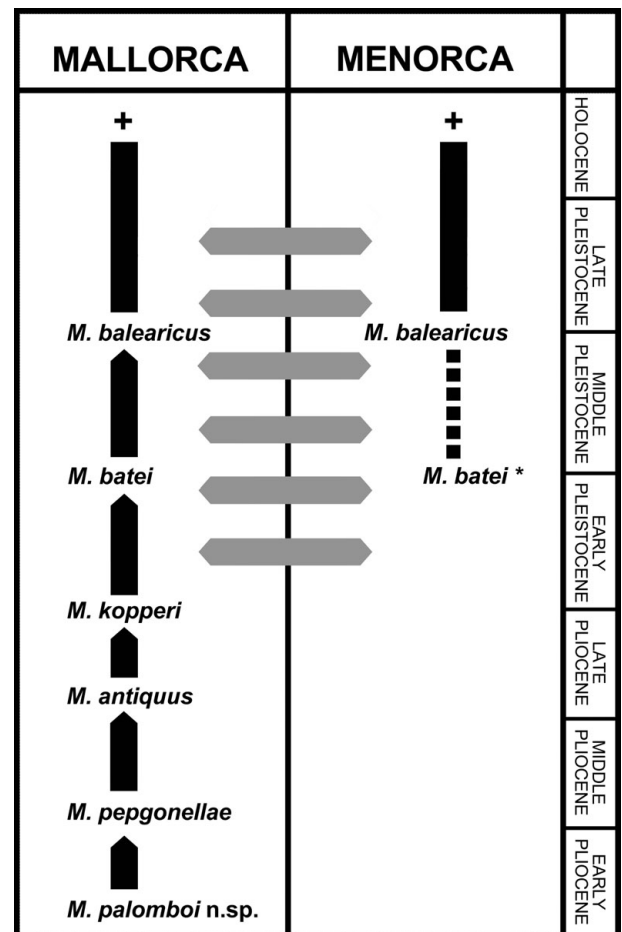 MALLORCA
MENORCA
+
+
HOLOCENE
LATE
PLEISTOCENE
M. balearicus
M. balearicus
MIDDLE
PLEISTOCENE
M. batei
M. batei *
EARLY
PLEISTOCENE
M. kopperi
LATE
PLIOCENE
M. antiquus
MIDDLE
PLIOCENE
M. pepgonellae
EARLY
PLIOCENE
M. palomboi n.sp.